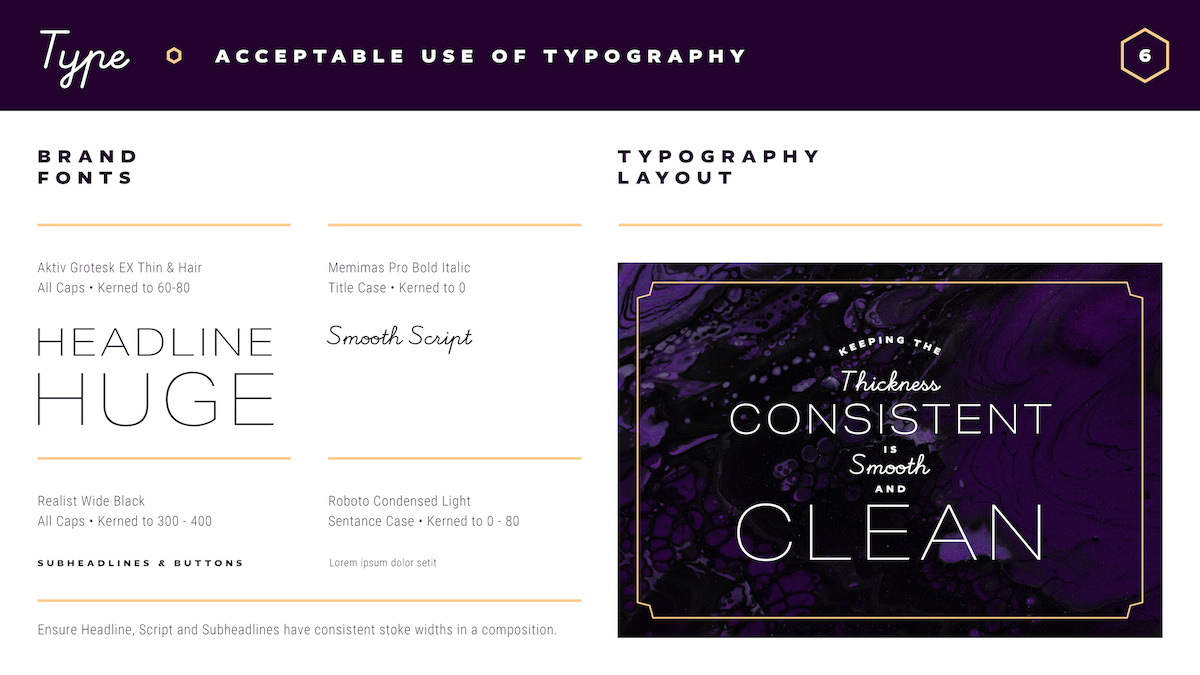 Type
ACCEPTABLE USE OF TYPOGRAPHY
6
BRAND
FONTS
Aktiv Grotesk EX Thin & Hair
All Caps • Kerned to 60-80
HEADLINE
HUGE
Memimas Pro Bold Italic
Title Case • Kerned to 0
Smooth Script
Realist Wide Black
All Caps • Kerned to 300 - 400
SUBHEADLINES & BUTTONS
Roboto Condensed Light
Sentance Case • Kerned to 0 - 80
Lorem ipsum dolor setit
Ensure Headline, Script and Subheadlines have consistent stoke widths in a composition.
TYPOGRAPHY
LAYOUT
KEEPING THE
Thickness
CONSISTENT
IS
Smooth
AND
CLEAN